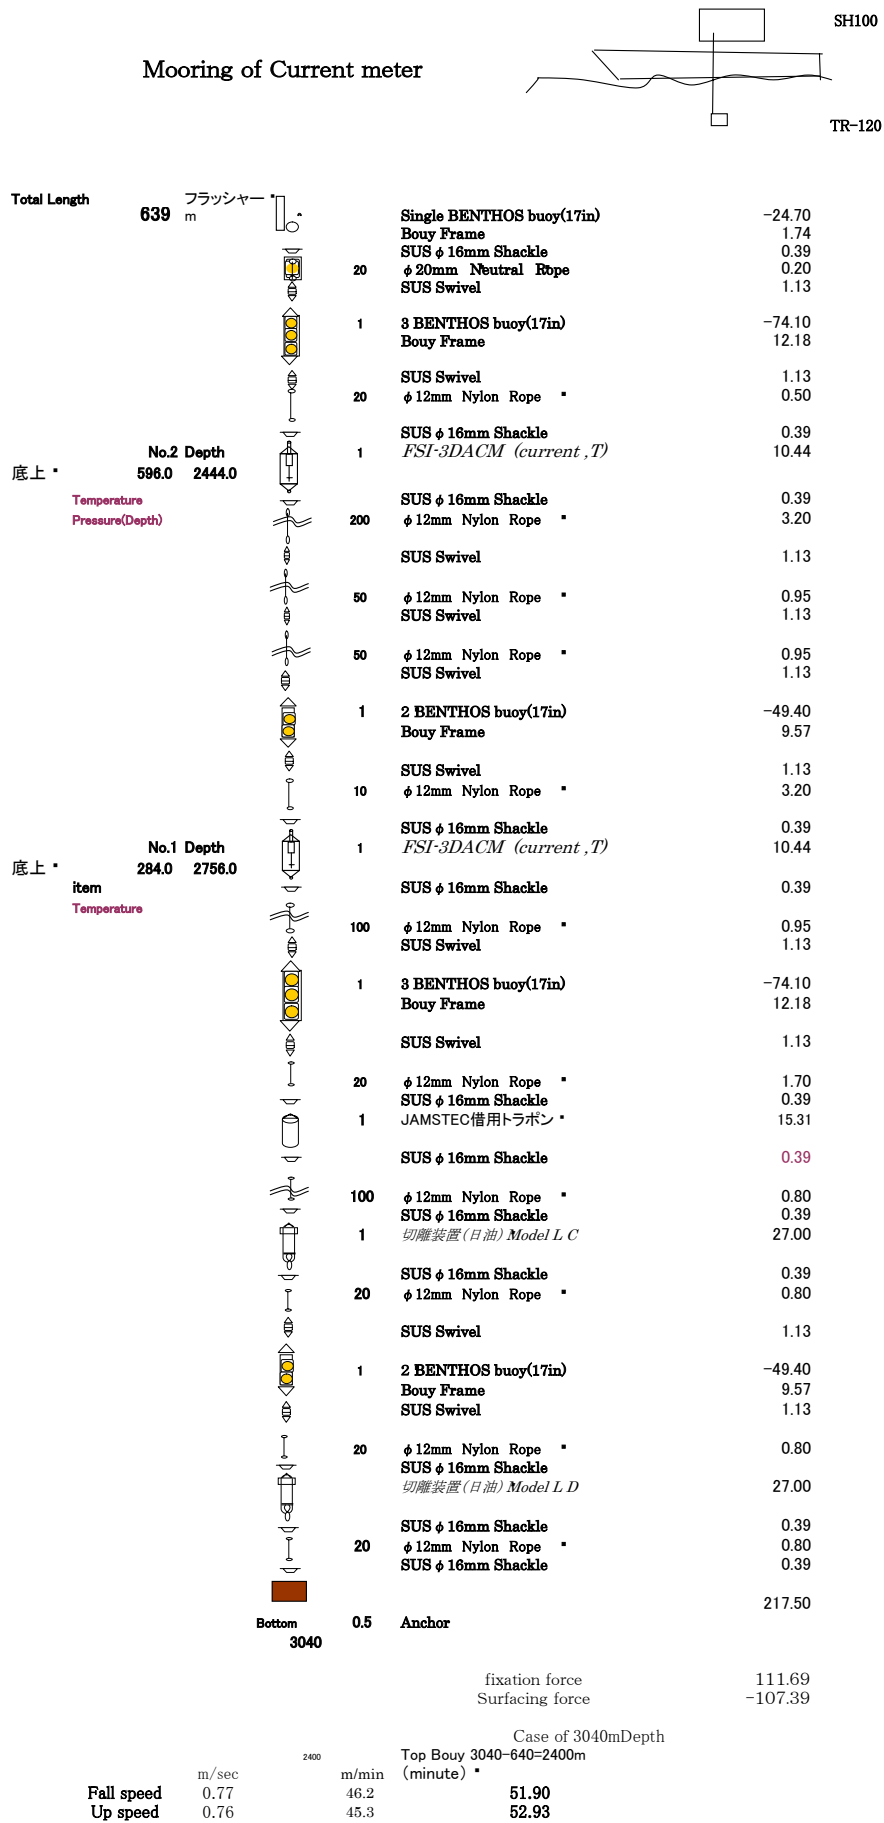 SH100
Mooring of Current meter
TR-120
Total Length フラッシャー
639 m Single BENTHOS buoy(17in) -24.70
Bouy Frame 1.74
SUS φ 16mm Shackle 0.39
20 φ 20mm Neutral Rope 0.20
SUS Swivel 1.13
1 3 BENTHOS buoy(17in) -74.10
Bouy Frame 12.18
SUS Swivel 1.13
20 φ 12mm Nylon Rope 0.50
SUS φ 16mm Shackle 0.39
No.2 Depth 1 FSI-3DACM (current ,T) 10.44
底上 596.0 2444.0
Temperature SUS φ 16mm Shackle 0.39
Pressure(Depth) 200 φ 12mm Nylon Rope 3.20
SUS Swivel 1.13
50 φ 12mm Nylon Rope 0.95
SUS Swivel 1.13
50 φ 12mm Nylon Rope 0.95
SUS Swivel 1.13
1 2 BENTHOS buoy(17in) -49.40
Bouy Frame 9.57
SUS Swivel 1.13
10 φ 12mm Nylon Rope 3.20
SUS φ 16mm Shackle 0.39
No.1 Depth 1 FSI-3DACM (current ,T) 10.44
底上 284.0 2756.0
item SUS φ 16mm Shackle 0.39
Temperature
100 φ 12mm Nylon Rope 0.95
SUS Swivel 1.13
1 3 BENTHOS buoy(17in) -74.10
Bouy Frame 12.18
SUS Swivel 1.13
20 φ 12mm Nylon Rope 1.70
SUS φ 16mm Shackle 0.39
1 JAMSTEC借用トラポン 15.31
SUS φ 16mm Shackle 0.39
100 φ 12mm Nylon Rope 0.80
SUS φ 16mm Shackle 0.39
1 切離装置(日油) Model L C 27.00
SUS φ 16mm Shackle 0.39
20 φ 12mm Nylon Rope 0.80
SUS Swivel 1.13
1 2 BENTHOS buoy(17in) -49.40
Bouy Frame 9.57
SUS Swivel 1.13
20 φ 12mm Nylon Rope 0.80
SUS φ 16mm Shackle
切離装置(日油) Model L D 27.00
SUS φ 16mm Shackle 0.39
20 φ 12mm Nylon Rope 0.80
SUS φ 16mm Shackle 0.39
217.50
Bottom 0.5 Anchor
3040
fixation force 111.69
Surfacing force -107.39
Case of 3040mDepth
2400 Top Bouy 3040-640=2400m
m/sec m/min (minute)
Fall speed 0.77 46.2 51.90
Up speed 0.76 45.3 52.93